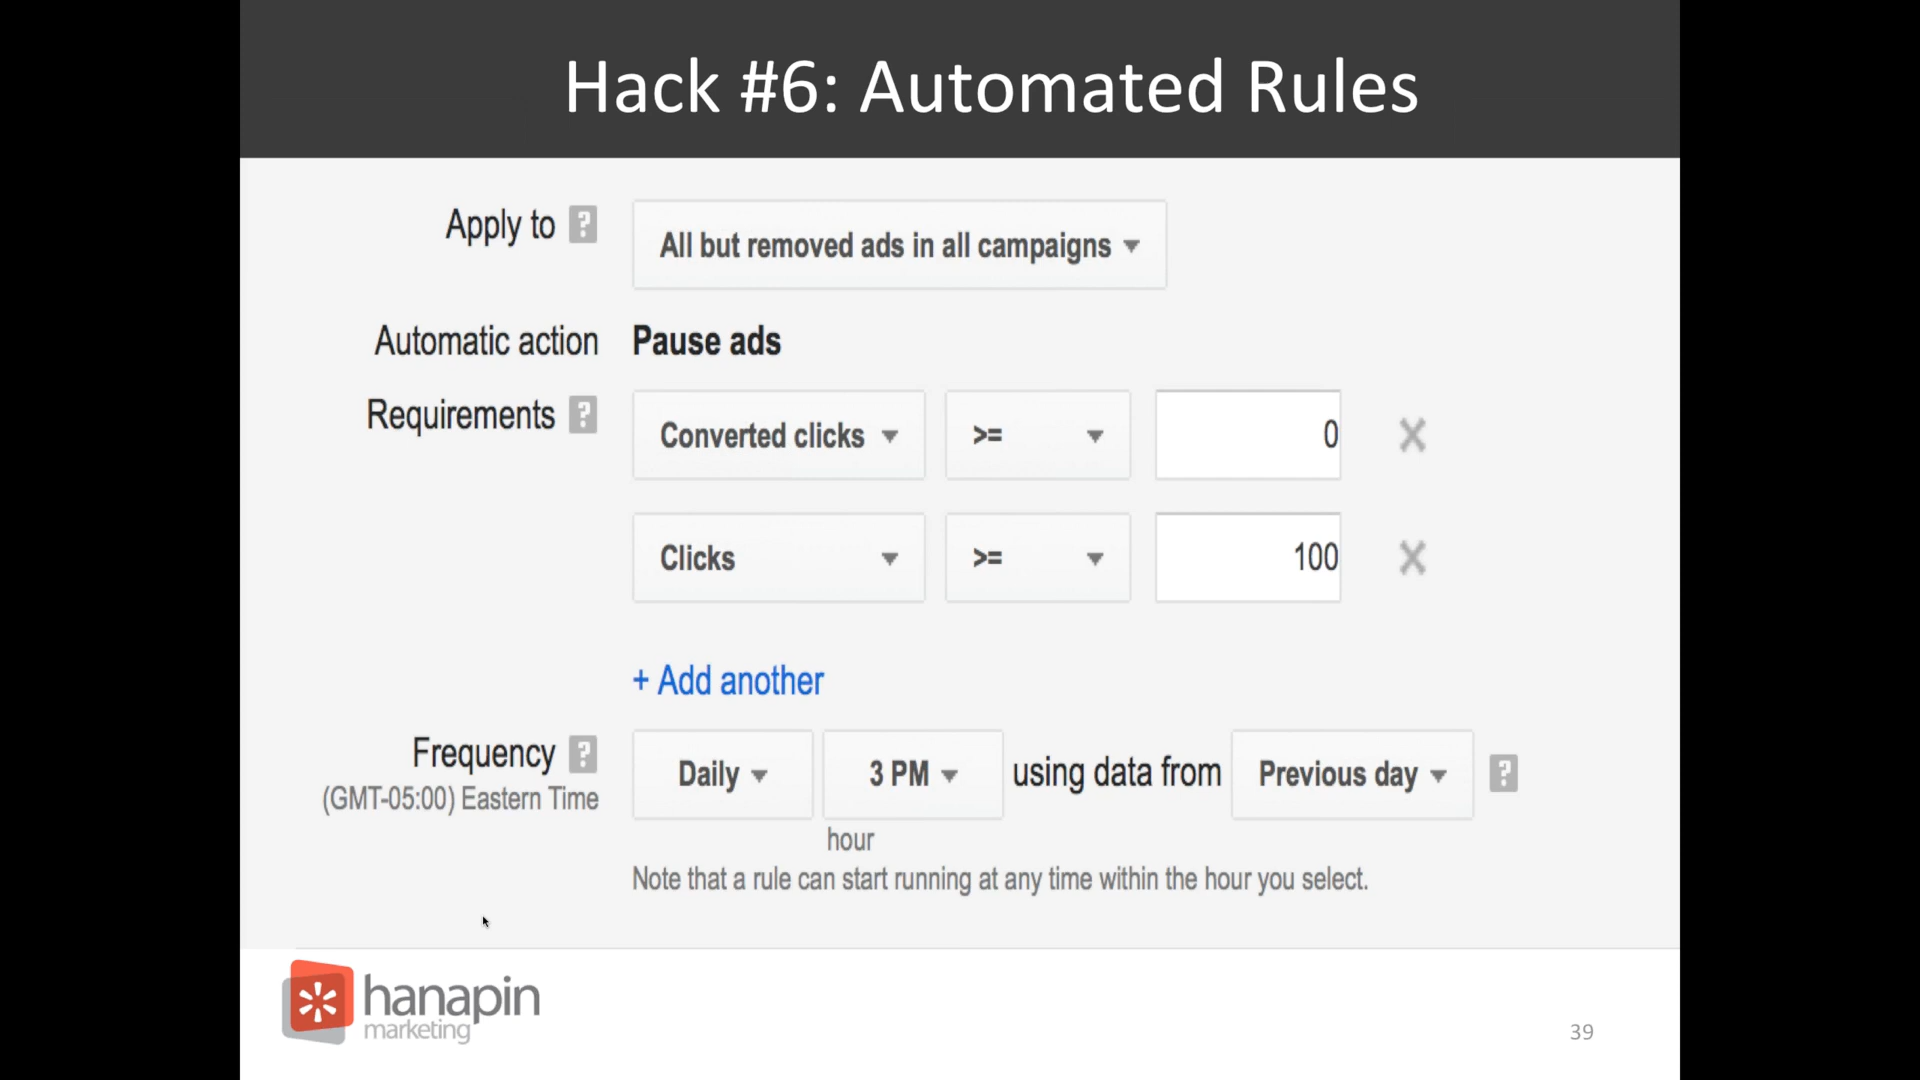 Hack #6: Automated Rules
Apply to ? All but removed ads in all campaigns
Automatic action Pause ads
Requirements ? Converted clicks >= 0 X
Clicks >= 100 X
+ Add another
Frequency ? Daily 3 PM using data from Previous day ?
(GMT-05:00) Eastern Time
hour
Note that a rule can start running at any time within the hour you select.
hanapin
marketing
39